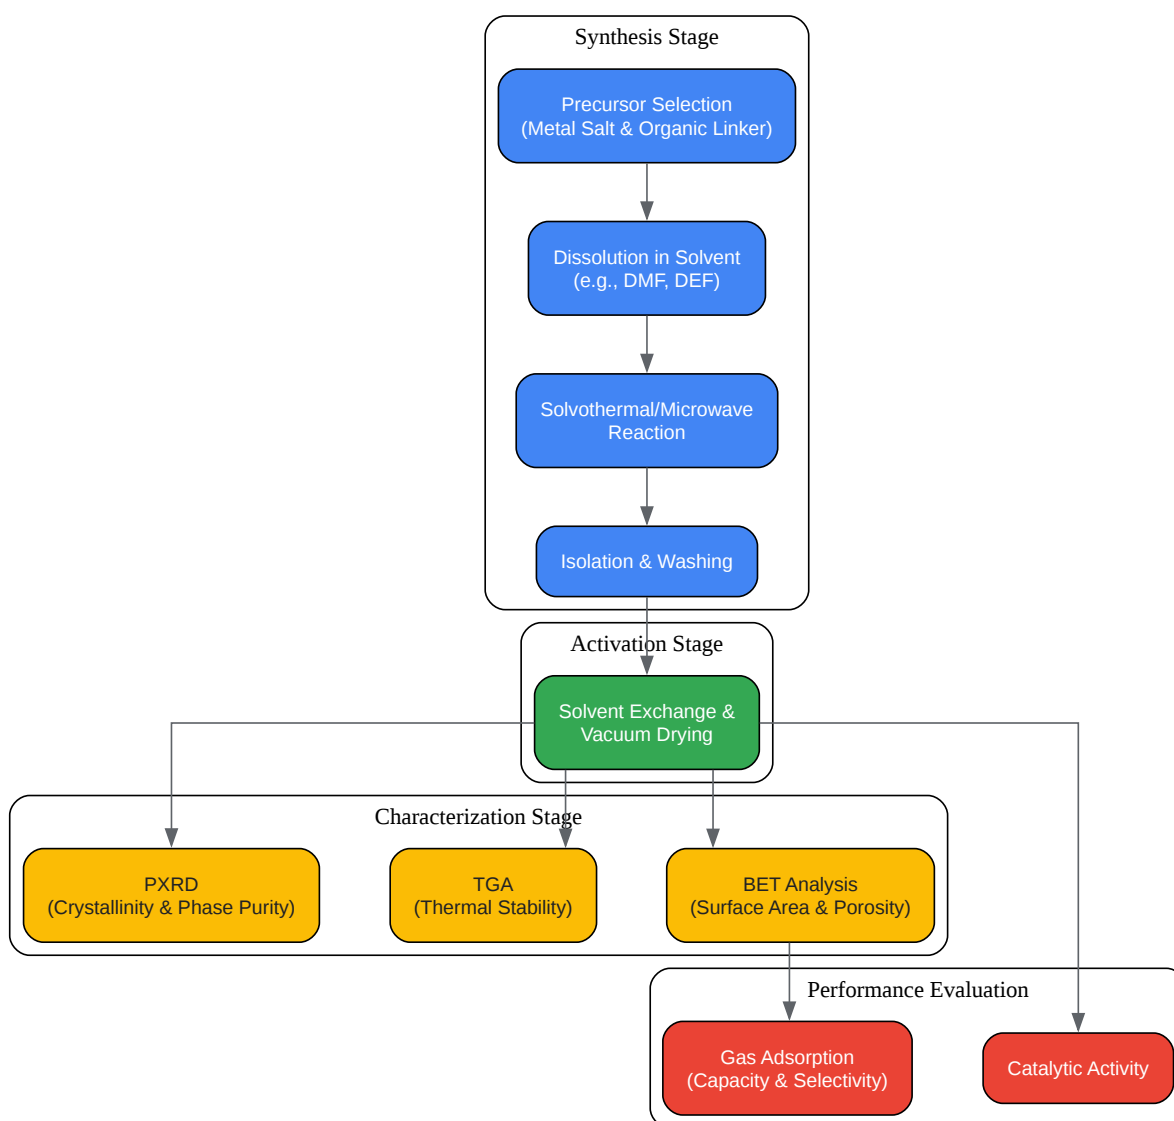 Synthesis Stage
Precursor Selection
(Metal Salt & Organic Linker)
Dissolution in Solvent
(e.g., DMF, DEF)
Solvothermal/Microwave
Reaction
Isolation & Washing
Activation Stage
Solvent Exchange &
Vacuum Drying
Characterization Stage
PXRD
(Crystallinity & Phase Purity)
TGA
(Thermal Stability)
BET Analysis
(Surface Area & Porosity)
Performance Evaluation
Gas Adsorption
(Capacity & Selectivity)
Catalytic Activity